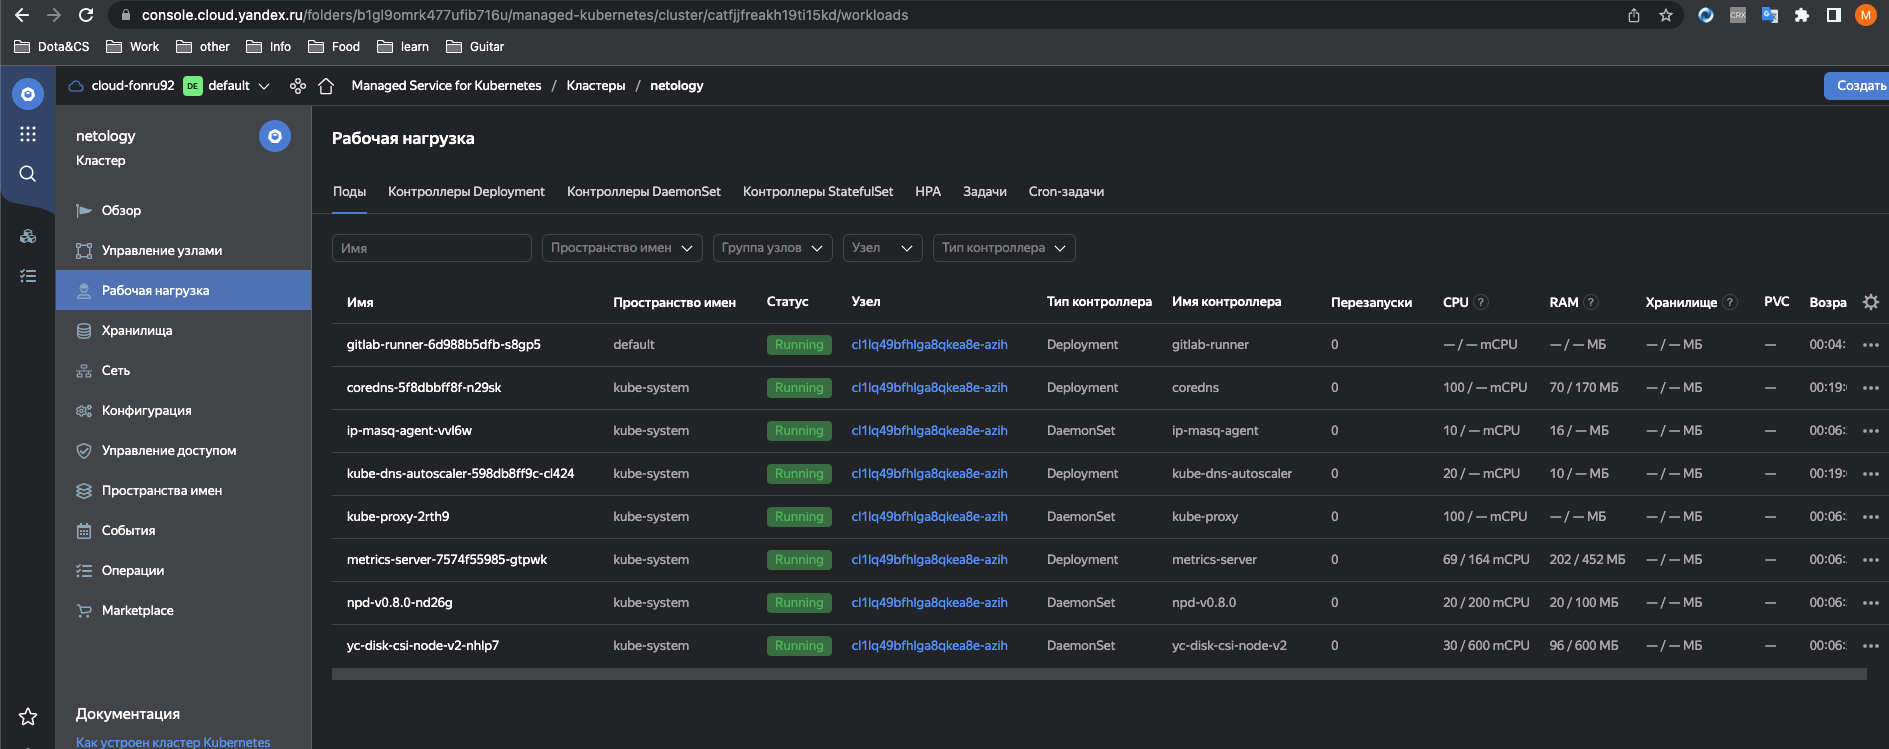 console.cloud.yandex.ru/folders/b1gl9omrk477ufib716u/managed-kubernetes/cluster/catfjjfreakh19ti15kd/workloads
CRX
M
Dota&CS Work other Info Food learn Guitar
cloud-fonru92 DE default Managed Service for Kubernetes / Кластеры / netology
Создать
netology
Кластер
Обзор
Управление узлами
Рабочая нагрузка
Хранилища
Сеть
Конфигурация
Управление доступом
Пространства имен
События
Операции
Marketplace
Документация
Как устроен кластер Kubernetes
Рабочая нагрузка
Поды Контроллеры Deployment Контроллеры DaemonSet Контроллеры StatefulSet HPA Задачи Cron-задачи
Имя Пространство имен Группа узлов Узел Тип контроллера
Имя Пространство имен Статус Узел Тип контроллера Имя контроллера Перезапуски CPU ? RAM ? Хранилище ? PVC Возра
gitlab-runner-6d988b5dfb-s8gp5 default Running cl1lq49bfhlga8qkea8e-azih Deployment gitlab-runner 0 — / — mCPU — / — МБ — / — МБ — 00:04:
coredns-5f8dbbff8f-n29sk kube-system Running cl1lq49bfhlga8qkea8e-azih Deployment coredns 0 100 / — mCPU 70 / 170 МБ — / — МБ — 00:19:
ip-masq-agent-vvl6w kube-system Running cl1lq49bfhlga8qkea8e-azih DaemonSet ip-masq-agent 0 10 / — mCPU 16 / — МБ — / — МБ — 00:06:
kube-dns-autoscaler-598db8ff9c-cl424 kube-system Running cl1lq49bfhlga8qkea8e-azih Deployment kube-dns-autoscaler 0 20 / — mCPU 10 / — МБ — / — МБ — 00:19:
kube-proxy-2rth9 kube-system Running cl1lq49bfhlga8qkea8e-azih DaemonSet kube-proxy 0 100 / — mCPU — / — МБ — / — МБ — 00:06:
metrics-server-7574f55985-gtpwk kube-system Running cl1lq49bfhlga8qkea8e-azih Deployment metrics-server 0 69 / 164 mCPU 202 / 452 МБ — / — МБ — 00:06:
npd-v0.8.0-nd26g kube-system Running cl1lq49bfhlga8qkea8e-azih DaemonSet npd-v0.8.0 0 20 / 200 mCPU 20 / 100 МБ — / — МБ — 00:06:
yc-disk-csi-node-v2-nhlp7 kube-system Running cl1lq49bfhlga8qkea8e-azih DaemonSet yc-disk-csi-node-v2 0 30 / 600 mCPU 96 / 600 МБ — / — МБ — 00:06: